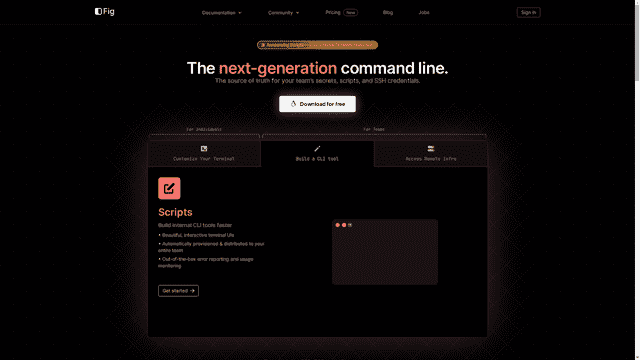 Fig
Documentation
Community
Pricing New
Blog
Jobs
Sign in
The next-generation command line.
The source of truth for your team's secrets, scripts, and SSH credentials.
Download for free
For Individuals
For Teams
Customize Your Terminal
Build a CLI tool
Access Remote Infra
Scripts
Build internal CLI tools faster
• Beautiful, interactive terminal UIs
• Automatically provisioned & distributed to your
entire team
• Out-of-the-box error reporting and usage
monitoring
Get started →